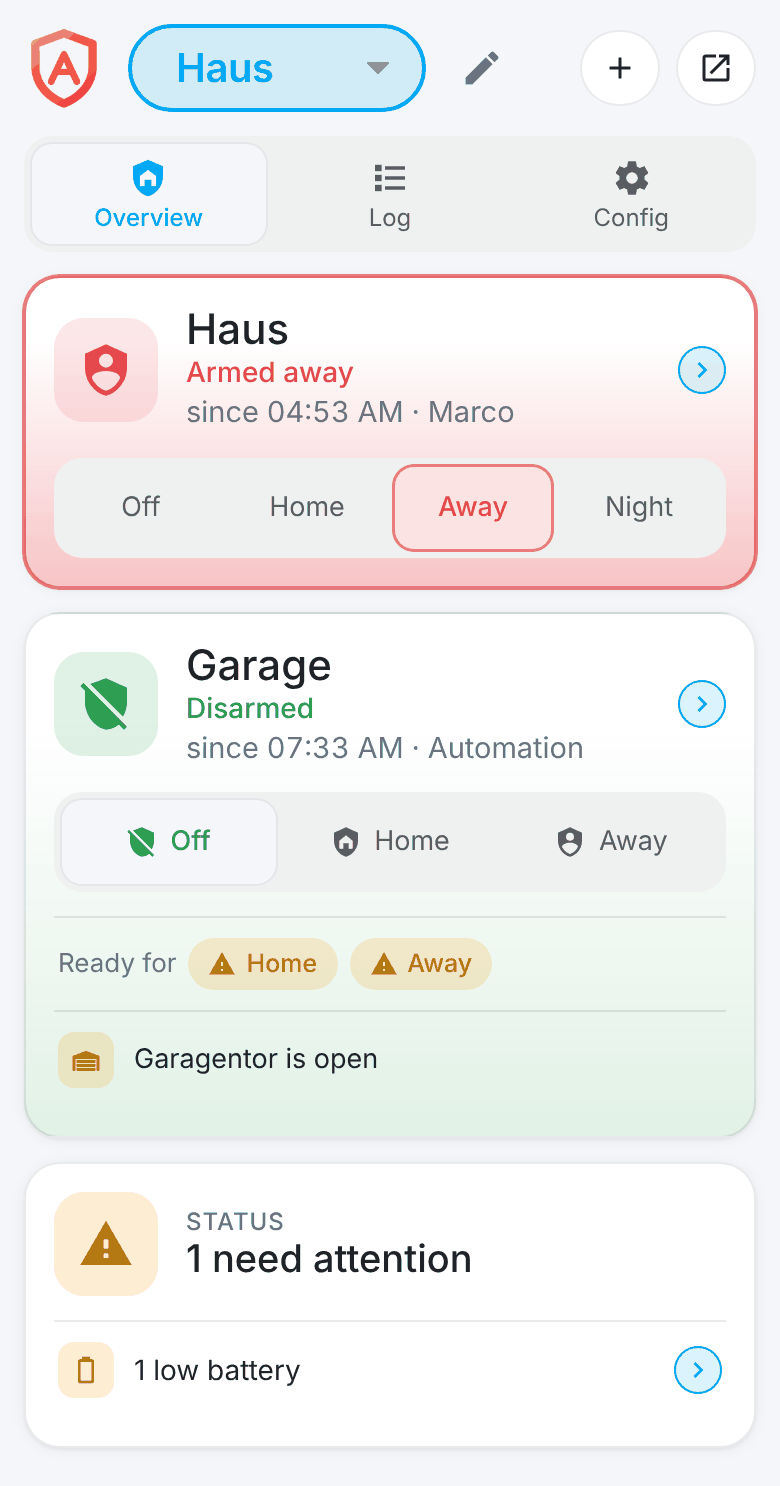 Haus
Overview
Log
Config
Haus
Armed away
since 04:53 AM · Marco
Off
Home
Away
Night
Garage
Disarmed
since 07:33 AM · Automation
Off
Home
Away
Ready for
Home
Away
Garagentor is open
STATUS
1 need attention
1 low battery